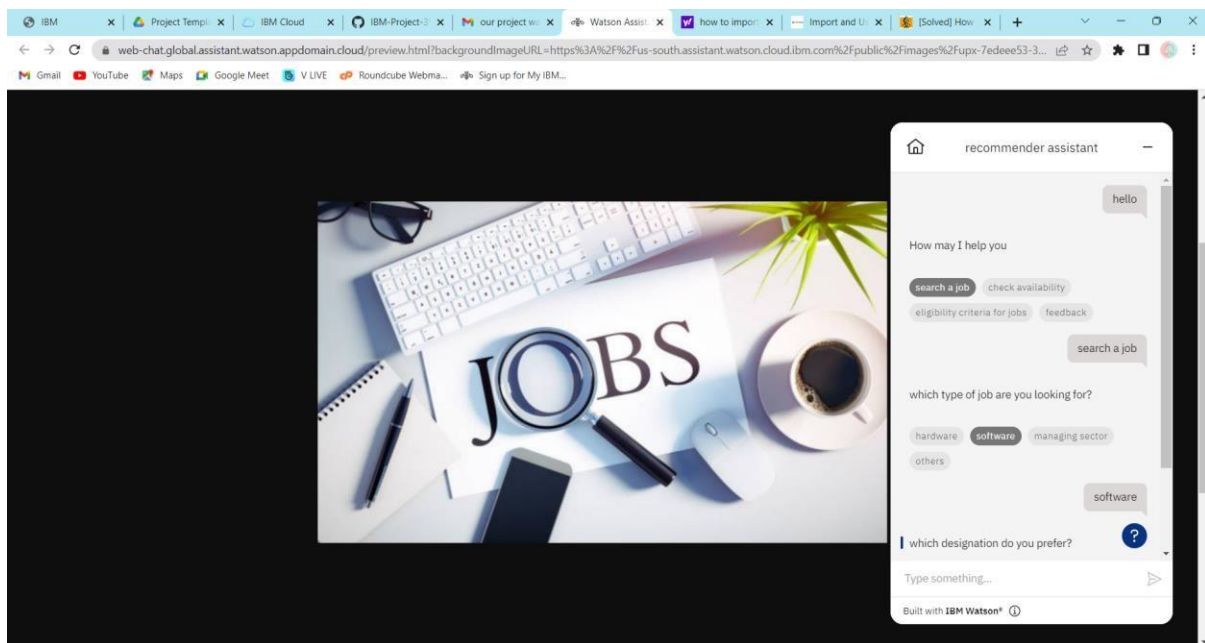 IBM
Project Templ
IBM Cloud
IBM-Project-3
our project wo
Watson Assist
how to import
Import and Us
[Solved] How
web-chat.global.assistant.watson.appdomain.cloud/preview.html?backgroundImageURL=https%3A%2F%2Fus-south.assistant.watson.cloud.ibm.com%2Fpublic%2Fimages%2Fupx-7edeee53-3...
Gmail
YouTube
Maps
Google Meet
V LIVE
Roundcube Webma...
Sign up for My IBM...
JOBS
recommender assistant
hello
How may I help you
search a job check availability
eligibility criteria for jobs feedback
search a job
which type of job are you looking for?
hardware software managing sector
others
software
which designation do you prefer?
?
Type something...
Built with IBM Watson®